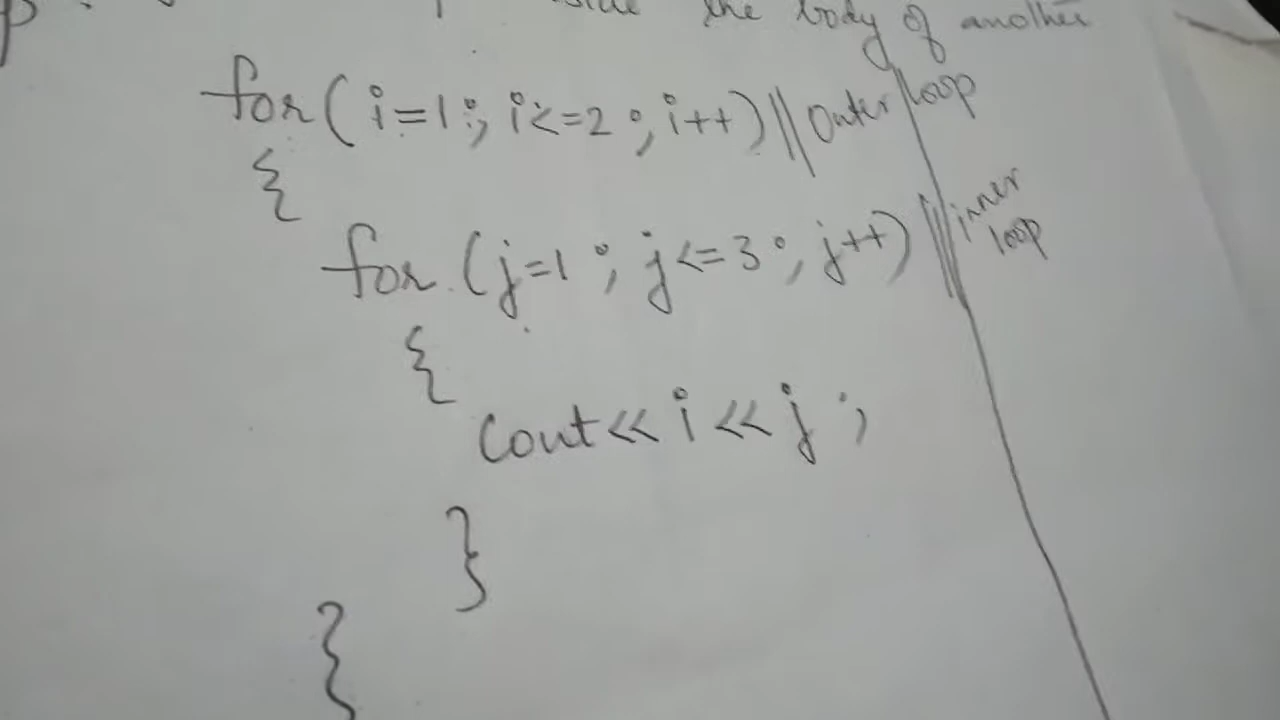 the body of another
for(i=1; i<=2; i++)||Outer loop
{
for(j=1; j<=3; j++)||inner loop
{
Cout<<i<<j;
}
}